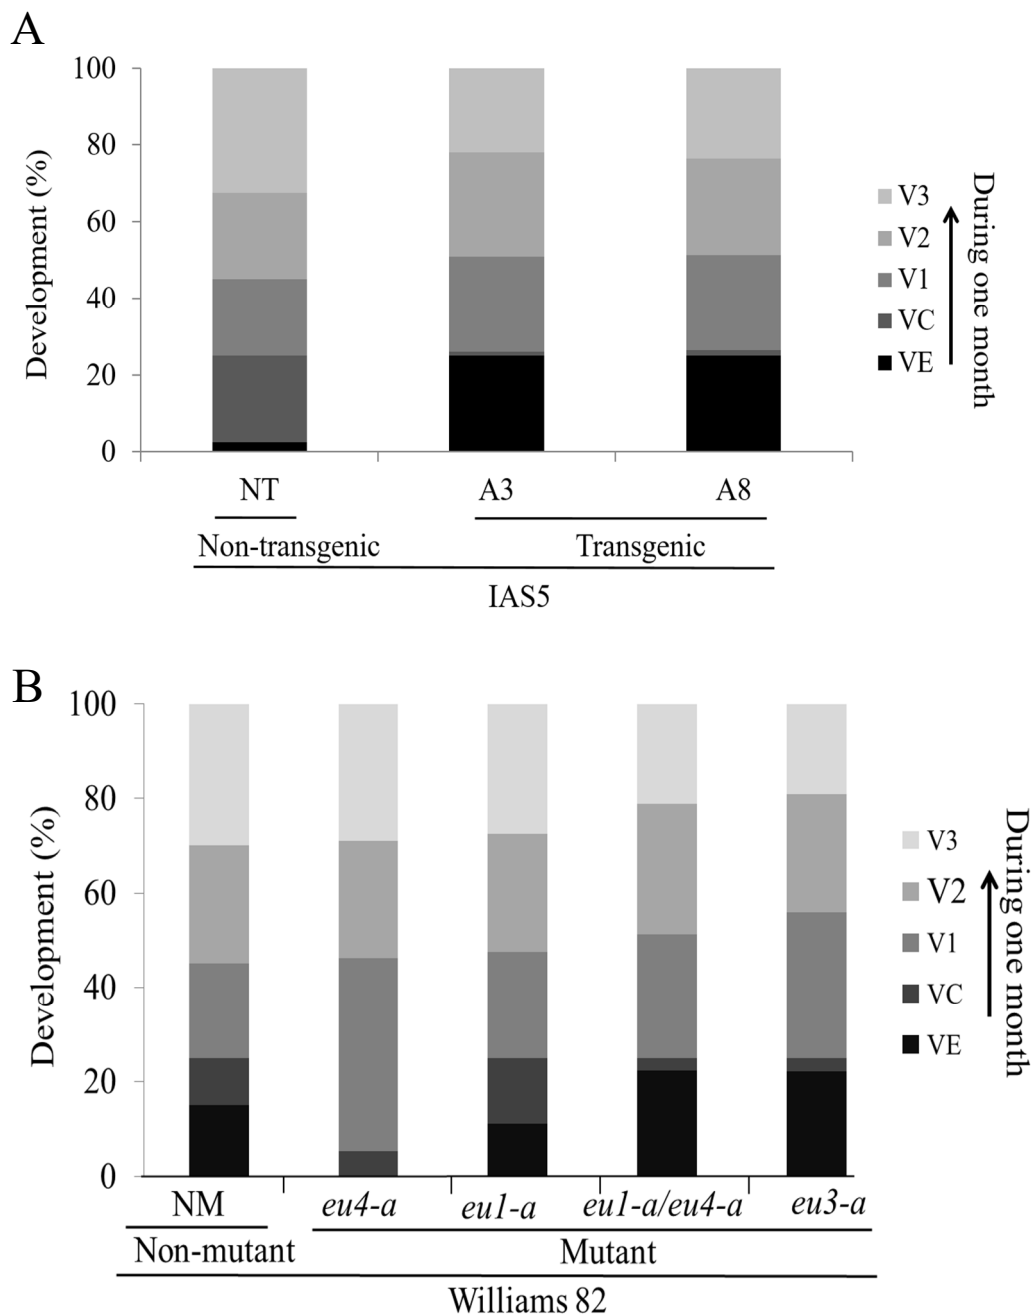 A
Development (%)
100
80
60
40
20
0
V3
V2
V1
VC
VE
During one month
NT
A3
A8
Non-transgenic
Transgenic
IAS5
B
Development (%)
100
80
60
40
20
0
V3
V2
V1
VC
VE
During one month
NM
eu4-a
eu1-a
eu1-a/eu4-a
eu3-a
Non-mutant
Mutant
Williams 82